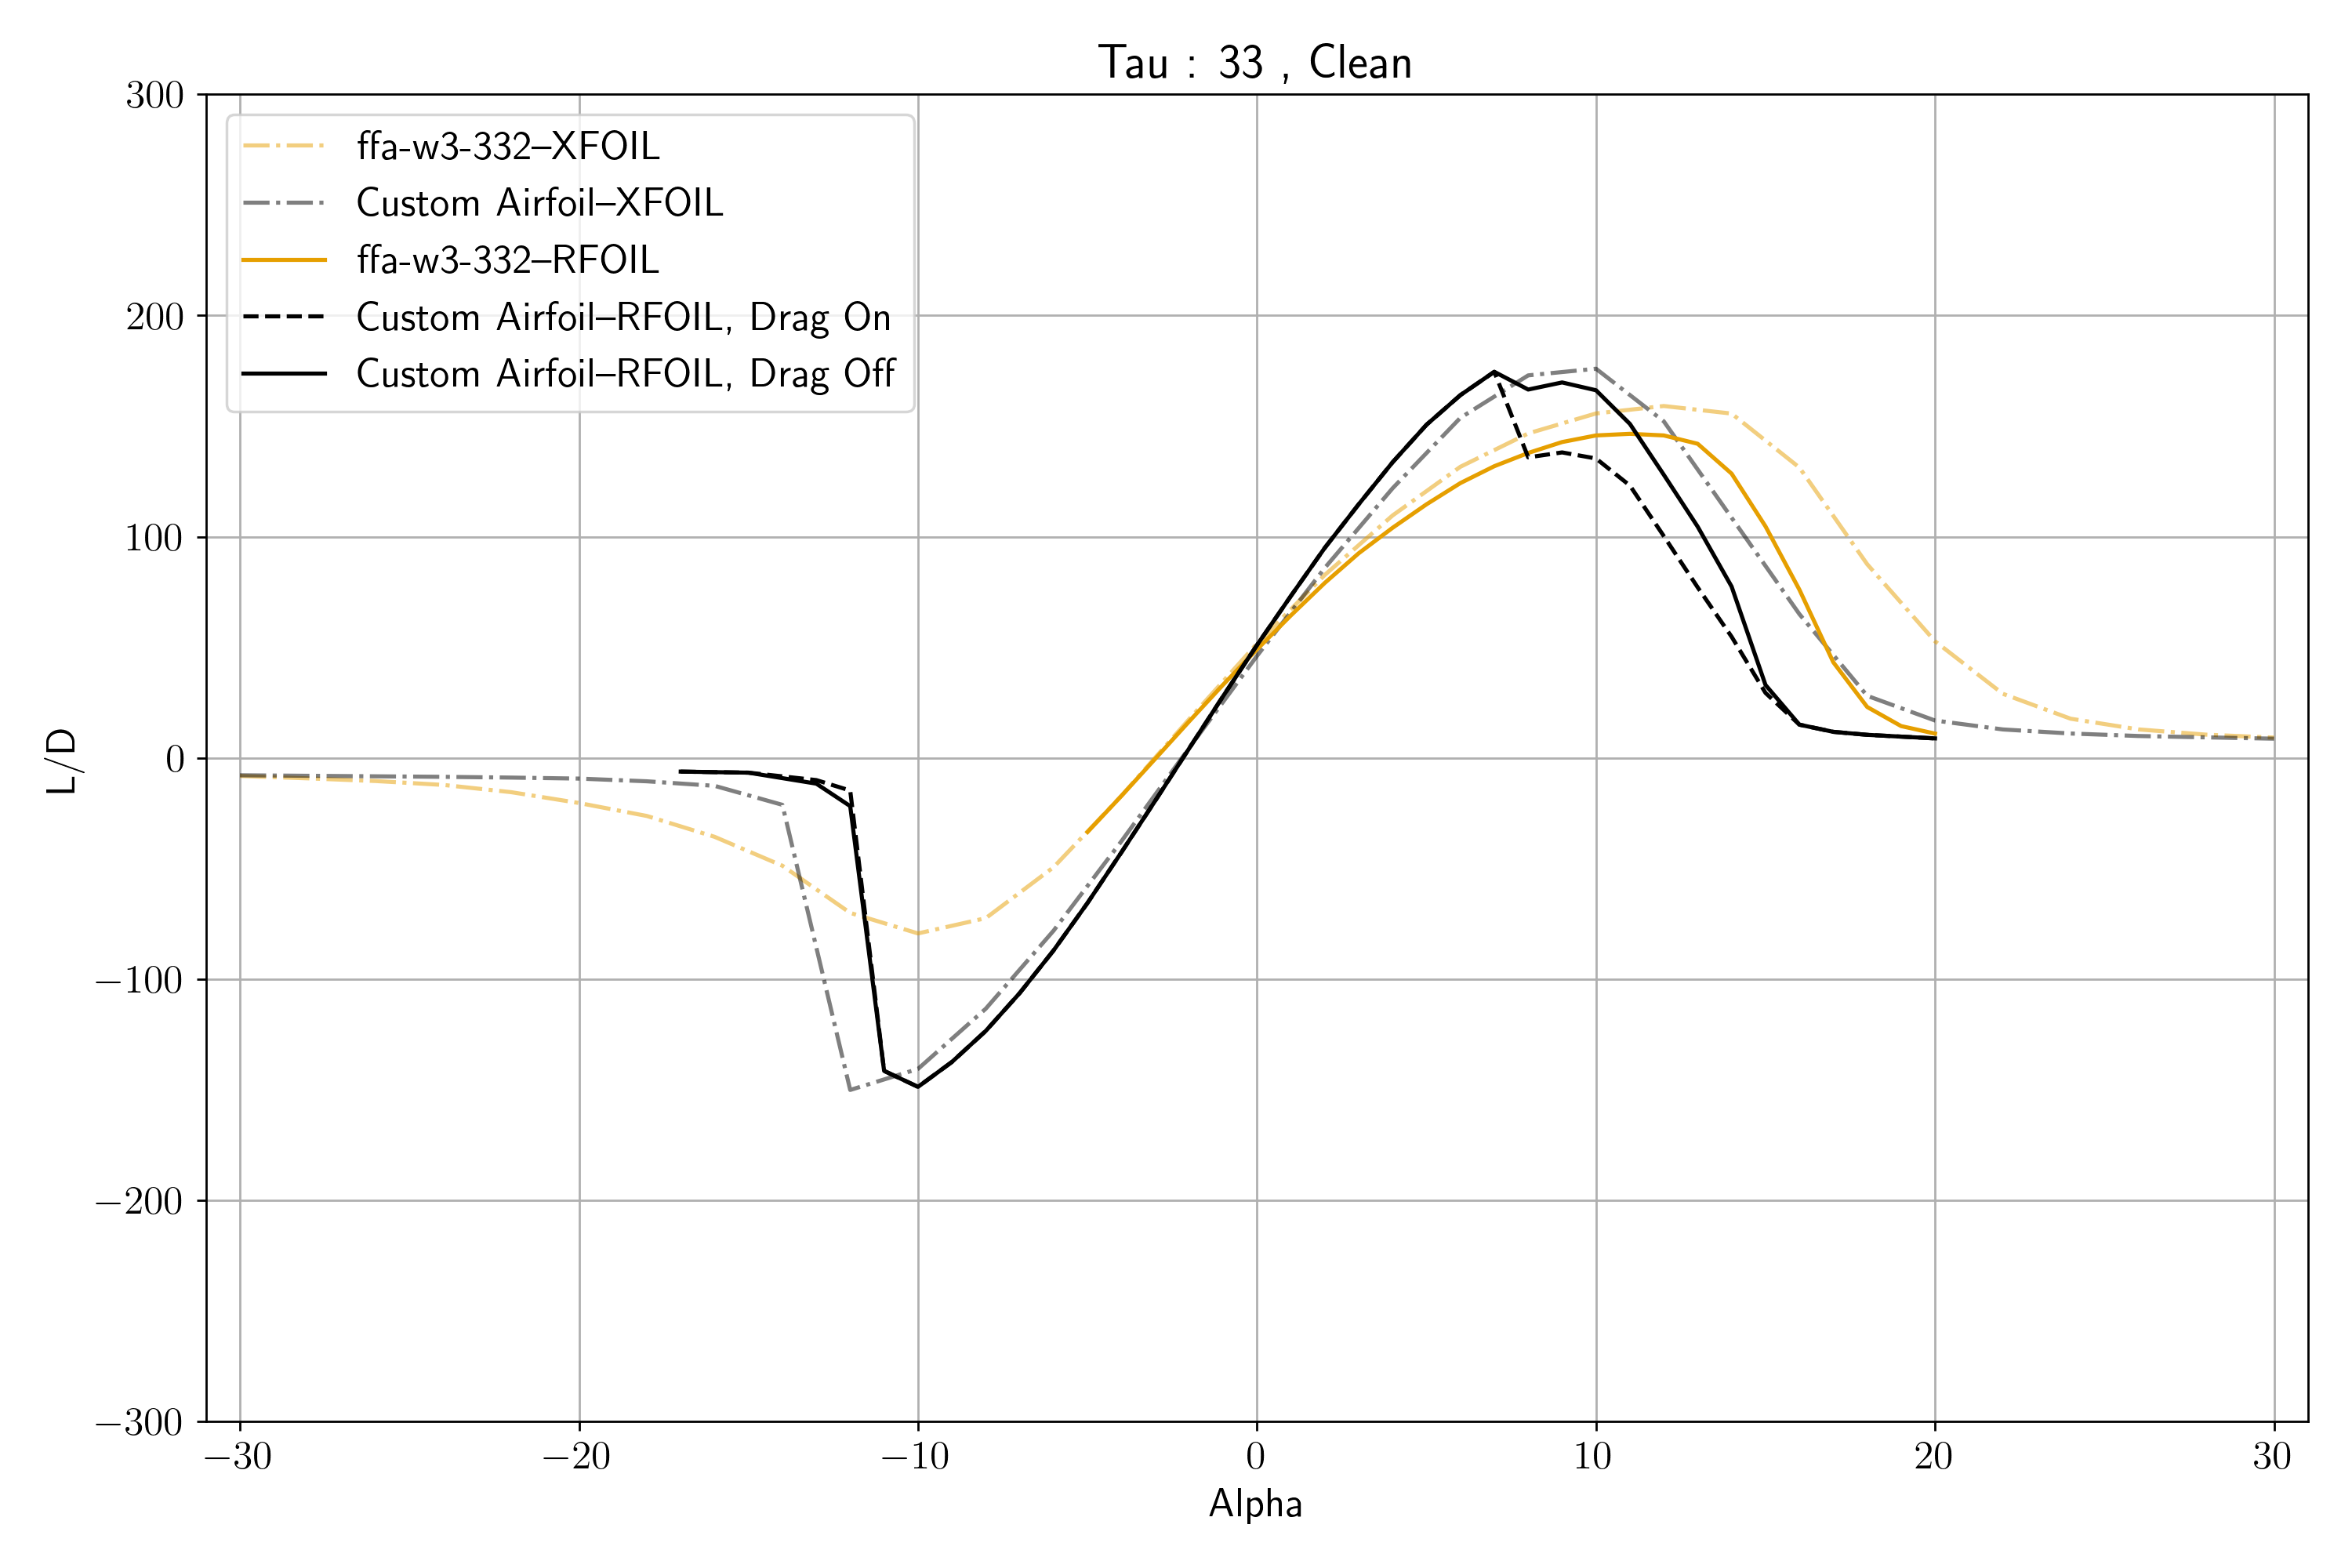 Tau : 33 , Clean
300
200
100
0
−100
−200
−300
L/D
ffa-w3-332–XFOIL
Custom Airfoil–XFOIL
ffa-w3-332–RFOIL
Custom Airfoil–RFOIL, Drag On
Custom Airfoil–RFOIL, Drag Off
−30 −20 −10 0 10 20 30
Alpha